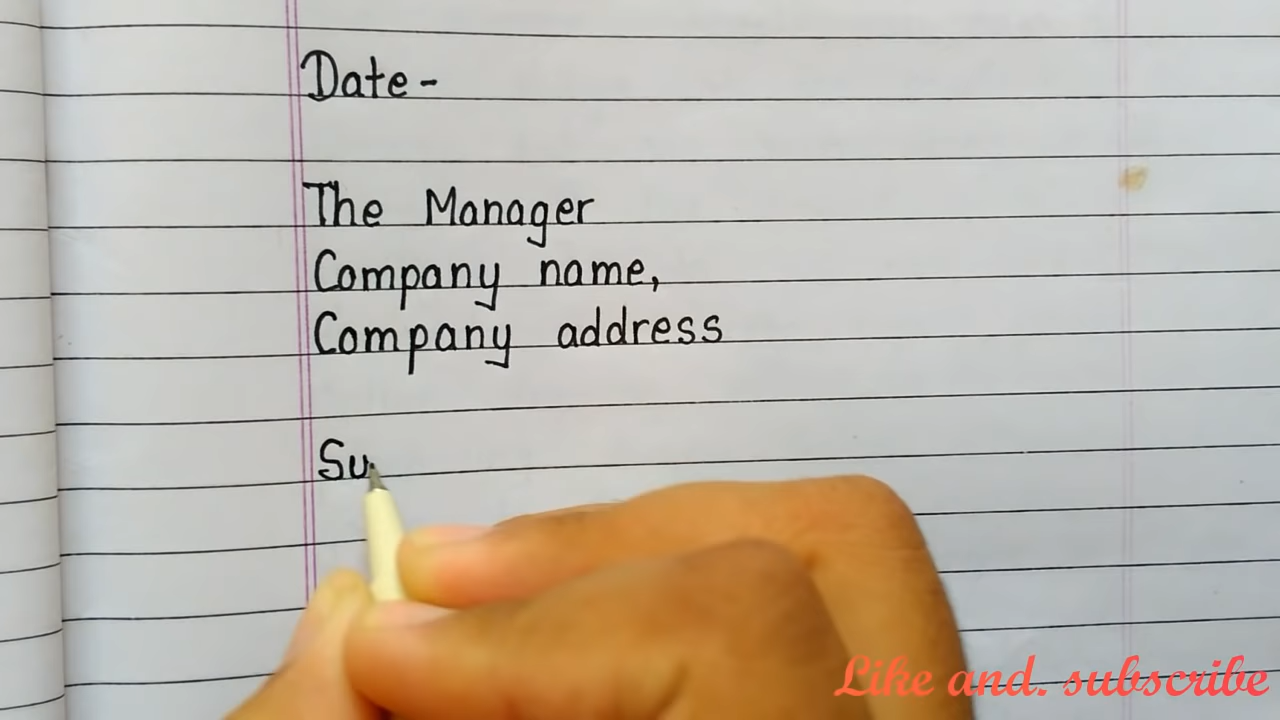 Date -
The Manager
Company name,
Company address
Su
Like and. subscribe